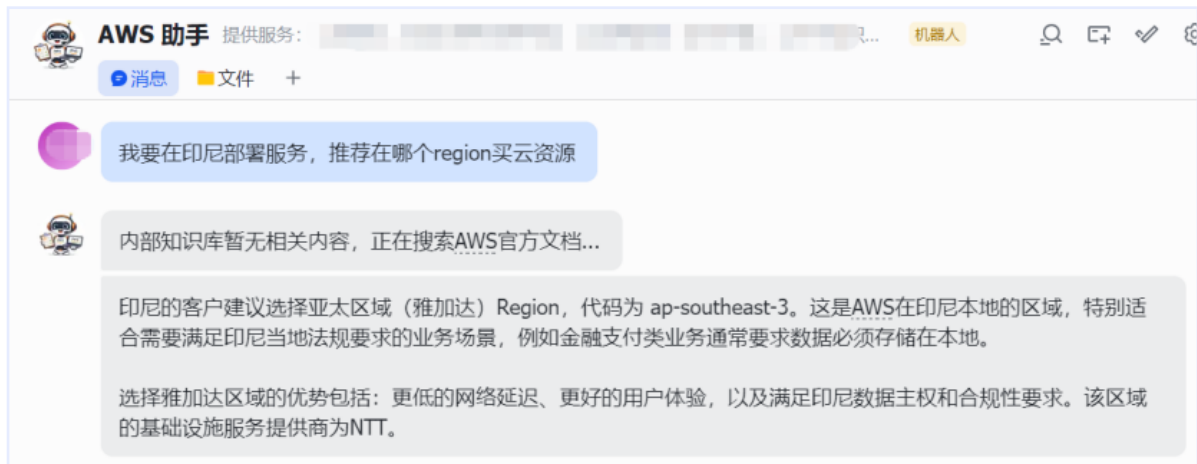 AWS 助手 提供服务: 机器人
消息 文件 +
我要在印尼部署服务，推荐在哪个region买云资源
内部知识库暂无相关内容，正在搜索AWS官方文档...
印尼的客户建议选择亚太区域（雅加达）Region，代码为 ap-southeast-3。这是AWS在印尼本地的区域，特别适
合需要满足印尼当地法规要求的业务场景，例如金融支付类业务通常要求数据必须存储在本地。
选择雅加达区域的优势包括：更低的网络延迟、更好的用户体验，以及满足印尼数据主权和合规性要求。该区域
的基础设施服务提供商为NTT。